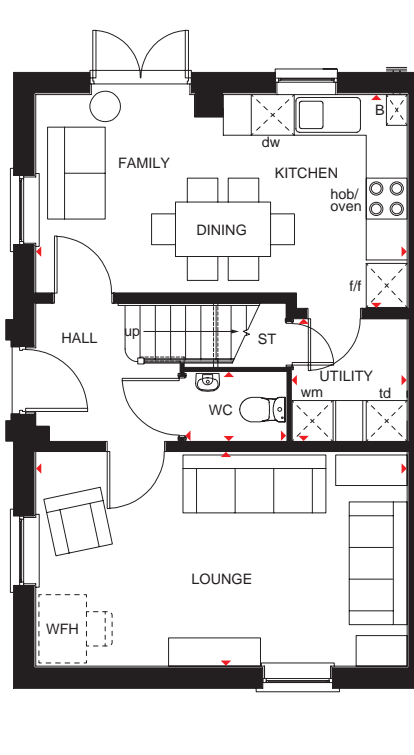 B
dw
FAMILY
KITCHEN
hob/
oven
DINING
f/f
up
HALL
ST
UTILITY
wm
td
WC
LOUNGE
WFH